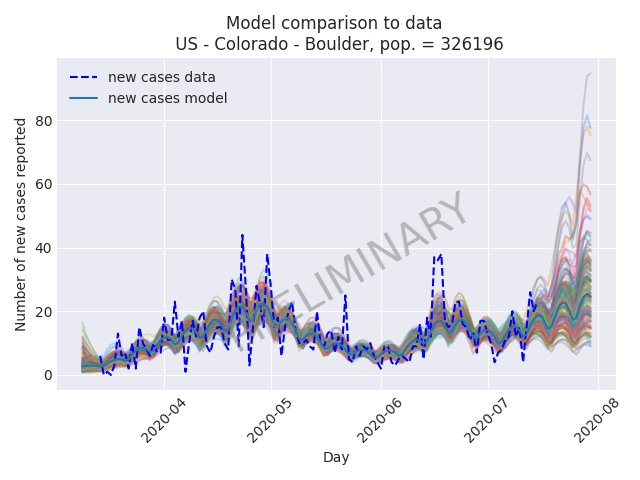 Model comparison to data
US - Colorado - Boulder, pop. = 326196
new cases data
new cases model
Number of new cases reported
80
60
40
20
0
PRELIMINARY
2020-04
2020-05
2020-06
2020-07
2020-08
Day